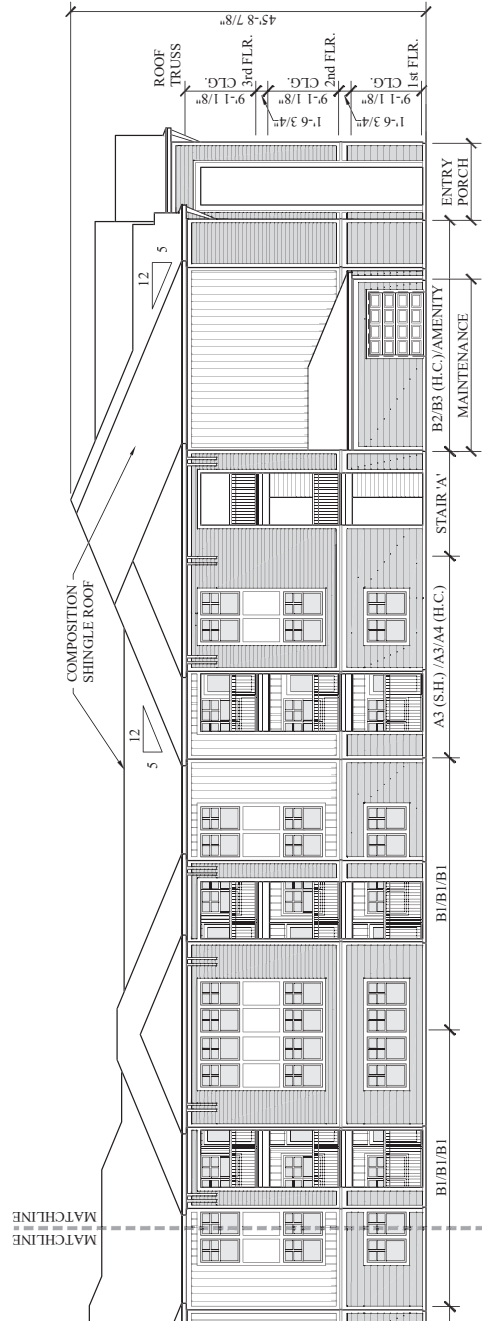 45'-8 7/8"
ROOF
TRUSS
9'-1 1/8"
CLG.
3rd FLR.
1'-6 3/4"
9'-1 1/8"
CLG.
2nd FLR.
1'-6 3/4"
9'-1 1/8"
CLG.
1st FLR.
ENTRY
PORCH
12
5
B2/B3 (H.C.)/AMENITY
MAINTENANCE
STAIR 'A'
COMPOSITION
SHINGLE ROOF
A3 (S.H.) /A3/A4 (H.C.)
12
5
B1/B1/B1
B1/B1/B1
MATCHLINE
MATCHLINE